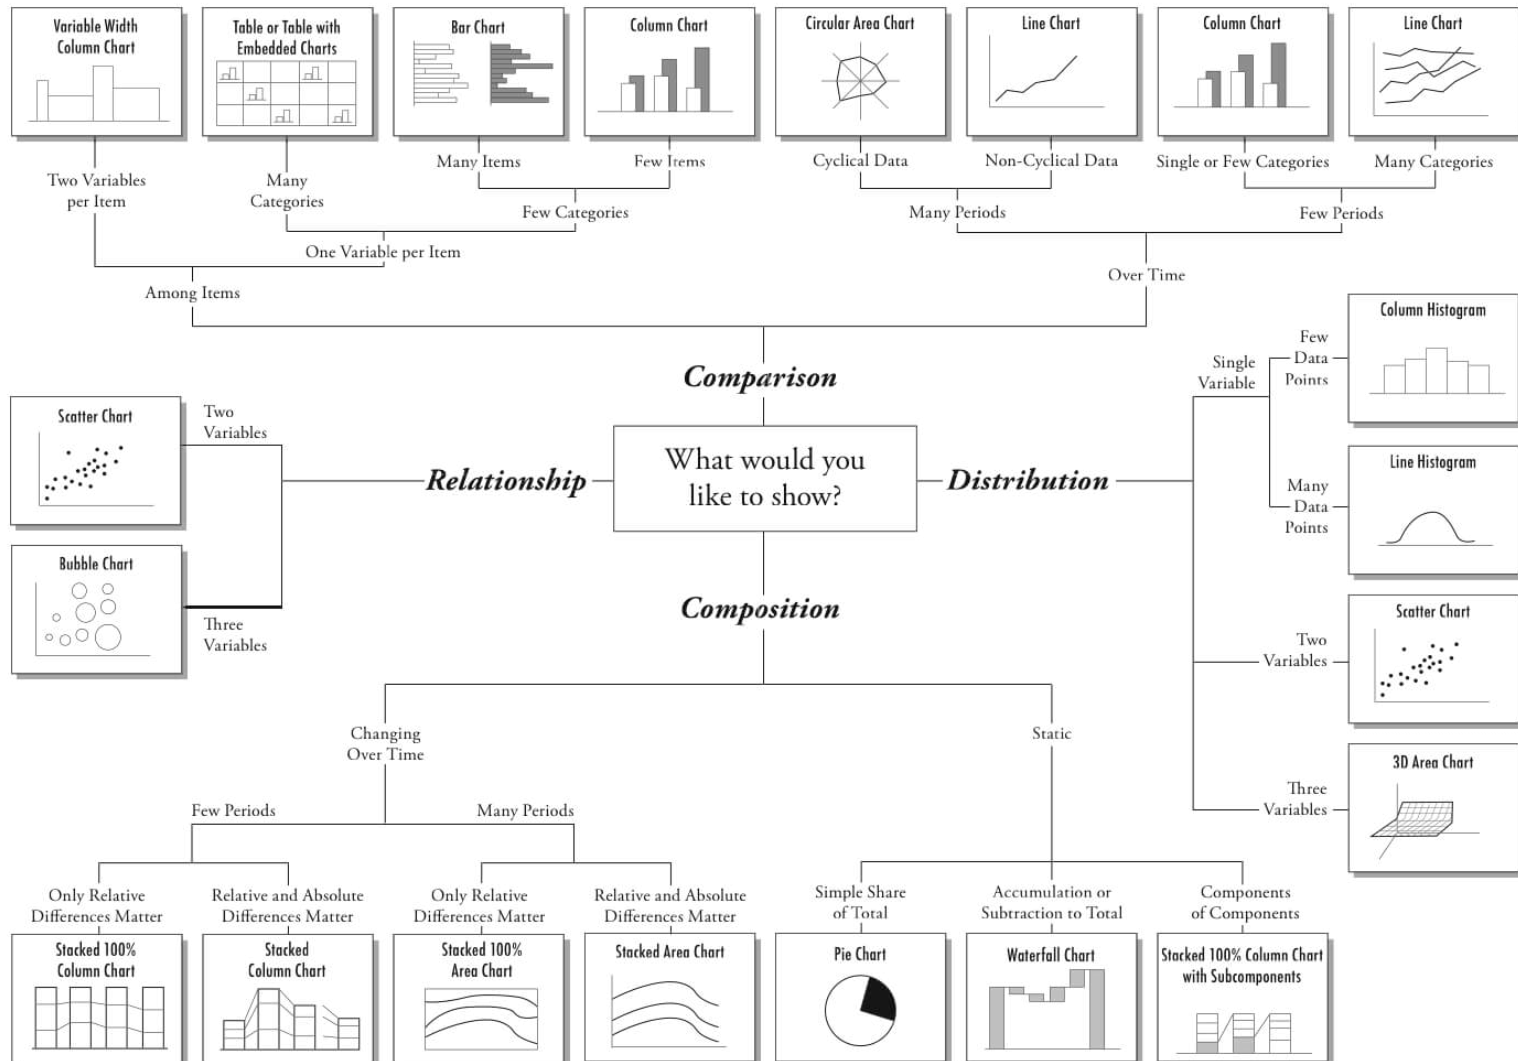 Variable Width
Column Chart
Table or Table with
Embedded Charts
Bar Chart
Column Chart
Circular Area Chart
Line Chart
Column Chart
Line Chart
Two Variables
per Item
Many
Categories
Many Items
Few Items
Cyclical Data
Non-Cyclical Data
Single or Few Categories
Many Categories
Few Categories
Many Periods
Few Periods
One Variable per Item
Among Items
Over Time
Comparison
Relationship
What would you
like to show?
Distribution
Composition
Scatter Chart
Two
Variables
Bubble Chart
Three
Variables
Single
Variable
Few
Data
Points
Column Histogram
Many
Data
Points
Line Histogram
Two
Variables
Scatter Chart
Three
Variables
3D Area Chart
Changing
Over Time
Static
Few Periods
Many Periods
Only Relative
Differences Matter
Relative and Absolute
Differences Matter
Only Relative
Differences Matter
Relative and Absolute
Differences Matter
Simple Share
of Total
Accumulation or
Subtraction to Total
Components
of Components
Stacked 100%
Column Chart
Stacked
Column Chart
Stacked 100%
Area Chart
Stacked Area Chart
Pie Chart
Waterfall Chart
Stacked 100% Column Chart
with Subcomponents